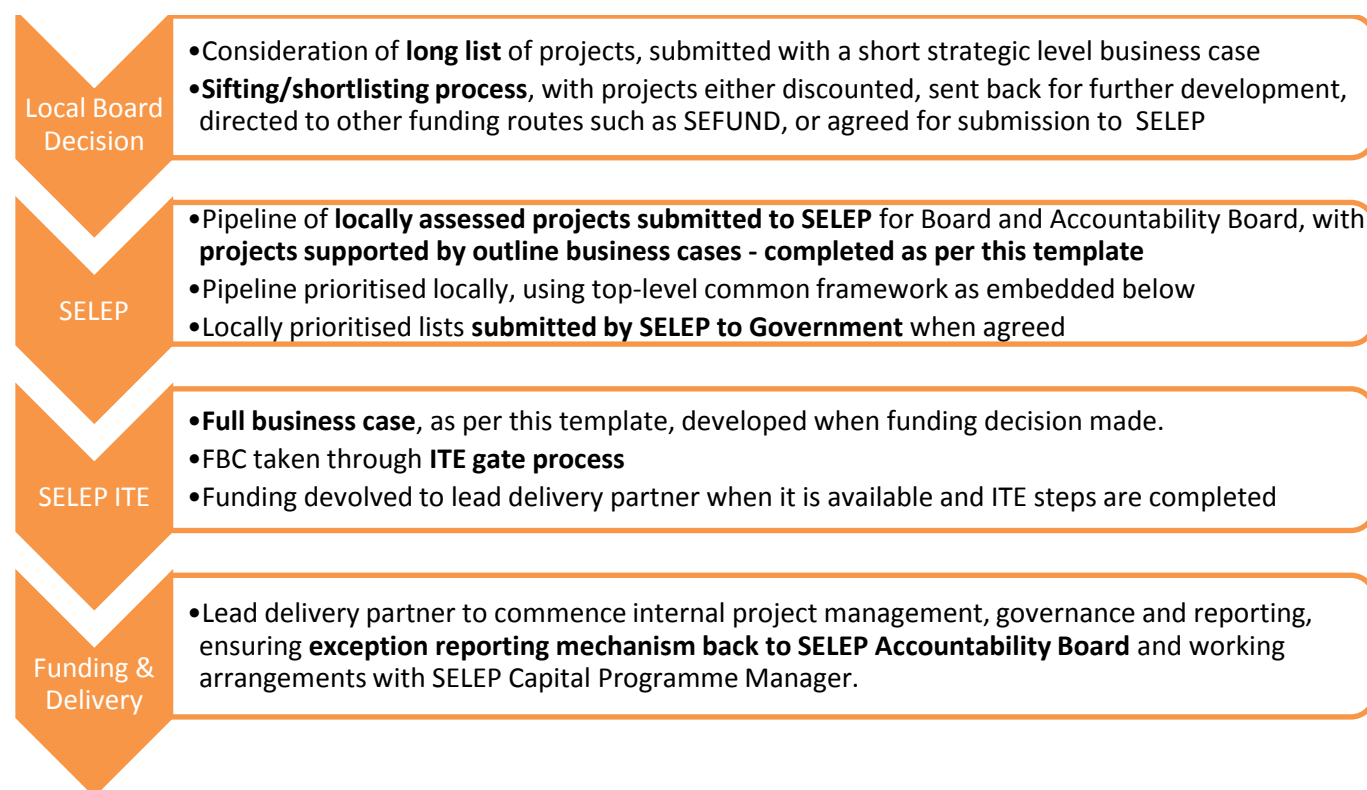 Local Board
Decision
•Consideration of long list of projects, submitted with a short strategic level business case
•Sifting/shortlisting process, with projects either discounted, sent back for further development,
directed to other funding routes such as SEFUND, or agreed for submission to SELEP
SELEP
•Pipeline of locally assessed projects submitted to SELEP for Board and Accountability Board, with
projects supported by outline business cases - completed as per this template
•Pipeline prioritised locally, using top-level common framework as embedded below
•Locally prioritised lists submitted by SELEP to Government when agreed
SELEP ITE
•Full business case, as per this template, developed when funding decision made.
•FBC taken through ITE gate process
•Funding devolved to lead delivery partner when it is available and ITE steps are completed
Funding &
Delivery
•Lead delivery partner to commence internal project management, governance and reporting,
ensuring exception reporting mechanism back to SELEP Accountability Board and working
arrangements with SELEP Capital Programme Manager.